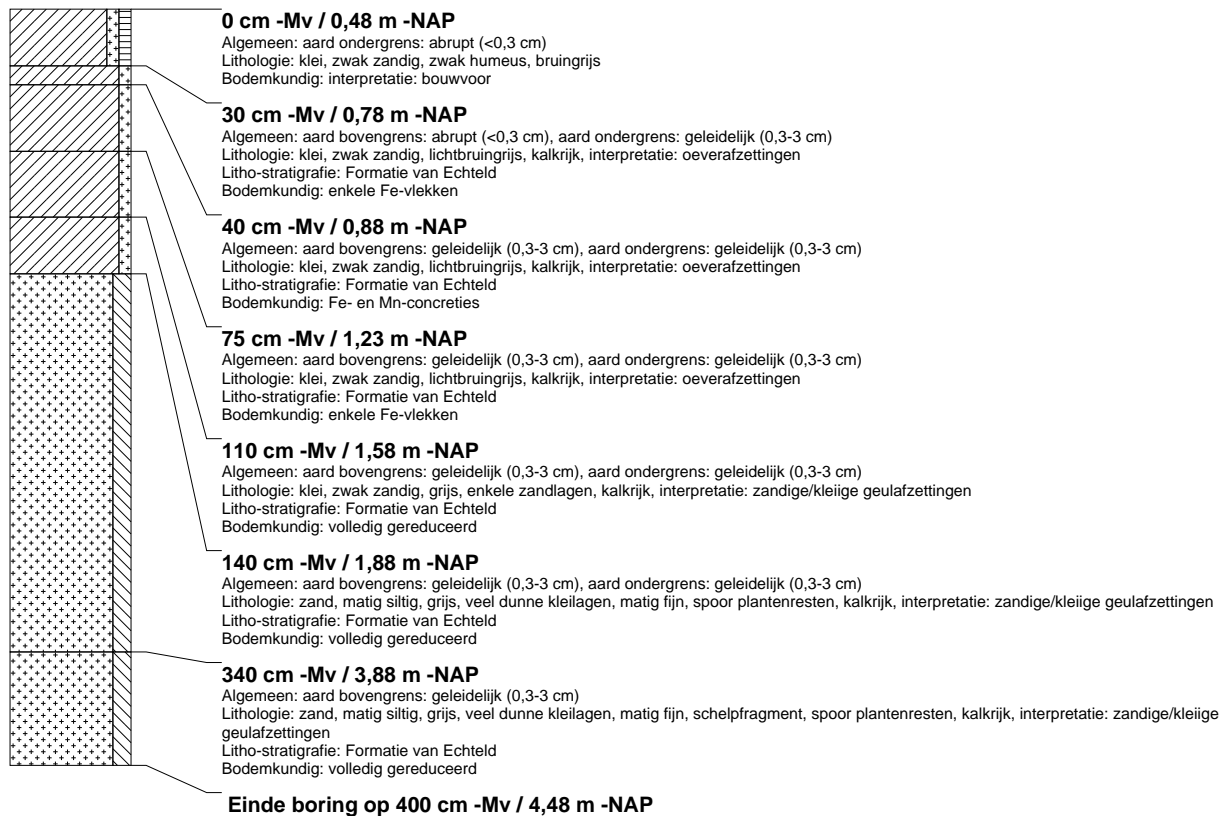 0 cm -Mv / 0,48 m -NAP
Algemeen: aard ondergrens: abrupt (<0,3 cm)
Lithologie: klei, zwak zandig, zwak humeus, bruingrijs
Bodemkundig: interpretatie: bouwvoor
30 cm -Mv / 0,78 m -NAP
Algemeen: aard bovengrens: abrupt (<0,3 cm), aard ondergrens: geleidelijk (0,3-3 cm)
Lithologie: klei, zwak zandig, lichtbruingrijs, kalkrijk, interpretatie: oeverafzettingen
Litho-stratigrafie: Formatie van Echteld
Bodemkundig: enkele Fe-vlekken
40 cm -Mv / 0,88 m -NAP
Algemeen: aard bovengrens: geleidelijk (0,3-3 cm), aard ondergrens: geleidelijk (0,3-3 cm)
Lithologie: klei, zwak zandig, lichtbruingrijs, kalkrijk, interpretatie: oeverafzettingen
Litho-stratigrafie: Formatie van Echteld
Bodemkundig: Fe- en Mn-concreties
75 cm -Mv / 1,23 m -NAP
Algemeen: aard bovengrens: geleidelijk (0,3-3 cm), aard ondergrens: geleidelijk (0,3-3 cm)
Lithologie: klei, zwak zandig, lichtbruingrijs, kalkrijk, interpretatie: oeverafzettingen
Litho-stratigrafie: Formatie van Echteld
Bodemkundig: enkele Fe-vlekken
110 cm -Mv / 1,58 m -NAP
Algemeen: aard bovengrens: geleidelijk (0,3-3 cm), aard ondergrens: geleidelijk (0,3-3 cm)
Lithologie: klei, zwak zandig, grijs, enkele zandlagen, kalkrijk, interpretatie: zandige/kleiige geulafzettingen
Litho-stratigrafie: Formatie van Echteld
Bodemkundig: volledig gereduceerd
140 cm -Mv / 1,88 m -NAP
Algemeen: aard bovengrens: geleidelijk (0,3-3 cm), aard ondergrens: geleidelijk (0,3-3 cm)
Lithologie: zand, matig siltig, grijs, veel dunne kleilagen, matig fijn, spoor plantenresten, kalkrijk, interpretatie: zandige/kleiige geulafzettingen
Litho-stratigrafie: Formatie van Echteld
Bodemkundig: volledig gereduceerd
340 cm -Mv / 3,88 m -NAP
Algemeen: aard bovengrens: geleidelijk (0,3-3 cm)
Lithologie: zand, matig siltig, grijs, veel dunne kleilagen, matig fijn, schelpfragment, spoor plantenresten, kalkrijk, interpretatie: zandige/kleiige
geulafzettingen
Litho-stratigrafie: Formatie van Echteld
Bodemkundig: volledig gereduceerd
Einde boring op 400 cm -Mv / 4,48 m -NAP